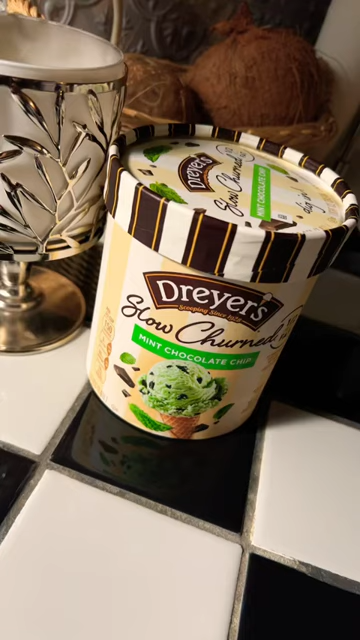 DREYER'S
Slow Churned
MINT CHOCOLATE CHIP
DREYER'S
Scooping Since 1928
Slow Churned
MINT CHOCOLATE CHIP